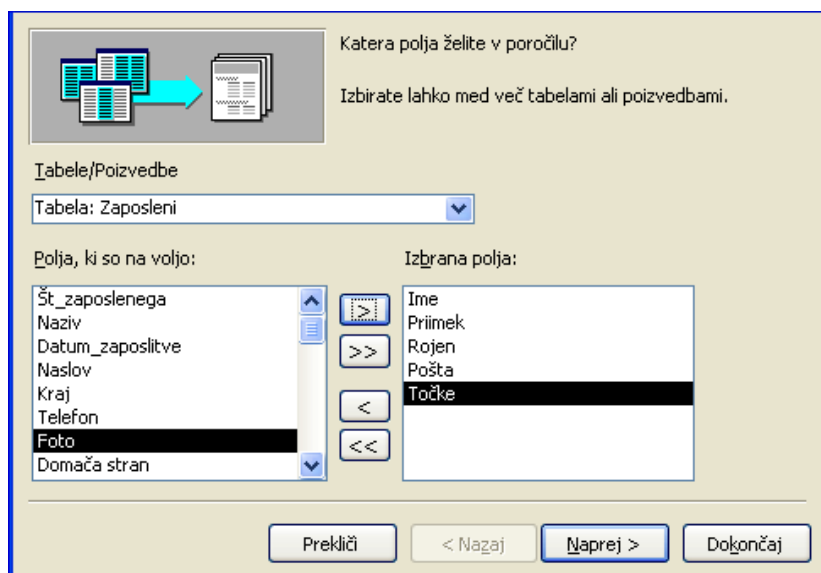 Katera polja želite v poročilu?
Izbirate lahko med več tabelami ali poizvedbami.
Tabele/Poizvedbe
Tabela: Zaposleni
Polja, ki so na voljo:
Izbrana polja:
Št_zaposlenega
Naziv
Datum_zaposlitve
Naslov
Kraj
Telefon
Foto
Domača stran
>
>>
<
<<
Ime
Priimek
Rojen
Pošta
Točke
Prekliči
< Nazaj
Naprej >
Dokončaj